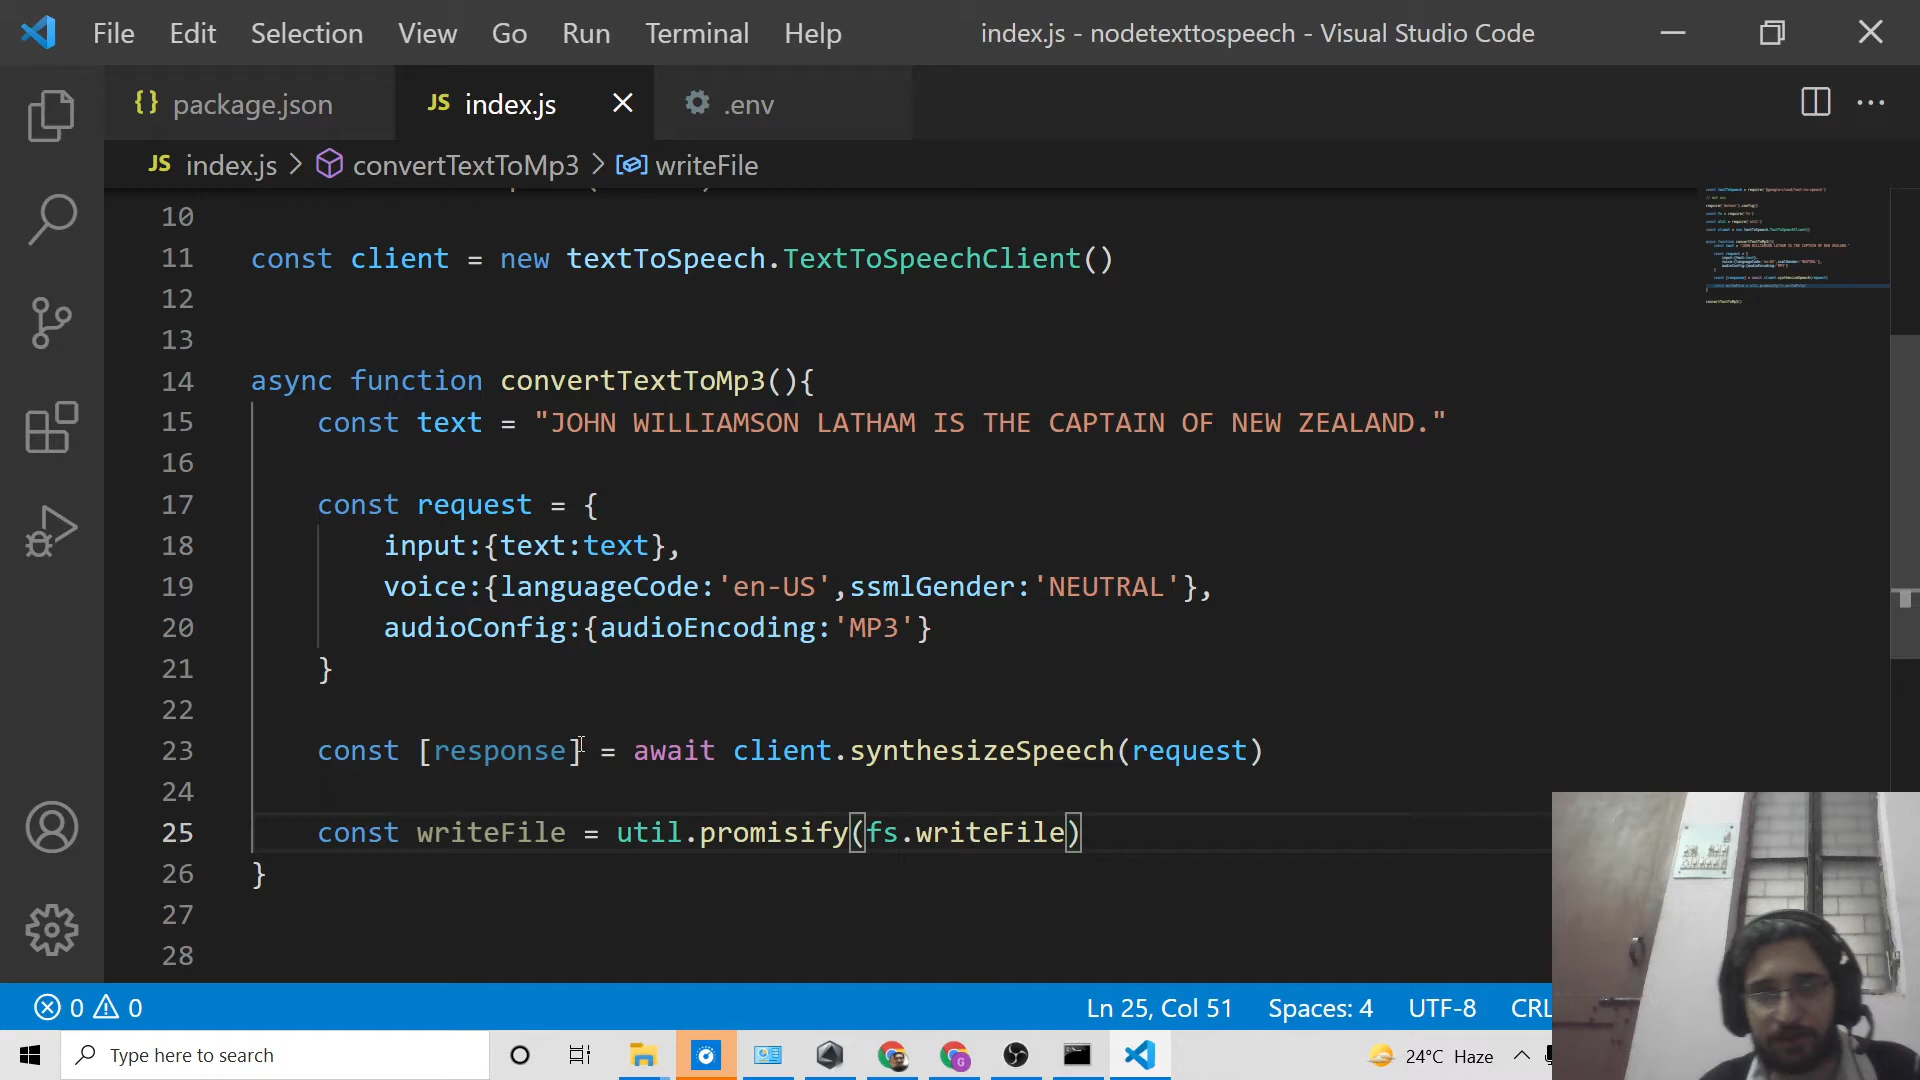 File Edit Selection View Go Run Terminal Help index.js - nodetexttospeech - Visual Studio Code
{} package.json JS index.js .env
JS index.js > convertTextToMp3 > writeFile
10
11 const client = new textToSpeech.TextToSpeechClient()
12
13
14 async function convertTextToMp3(){
15 const text = "JOHN WILLIAMSON LATHAM IS THE CAPTAIN OF NEW ZEALAND."
16
17 const request = {
18 input:{text:text},
19 voice:{languageCode:'en-US',ssmlGender:'NEUTRAL'},
20 audioConfig:{audioEncoding:'MP3'}
21 }
22
23 const [response] = await client.synthesizeSpeech(request)
24
25 const writeFile = util.promisify(fs.writeFile)
26 }
27
28
0 0 Ln 25, Col 51 Spaces: 4 UTF-8 CRL
Type here to search 24°C Haze